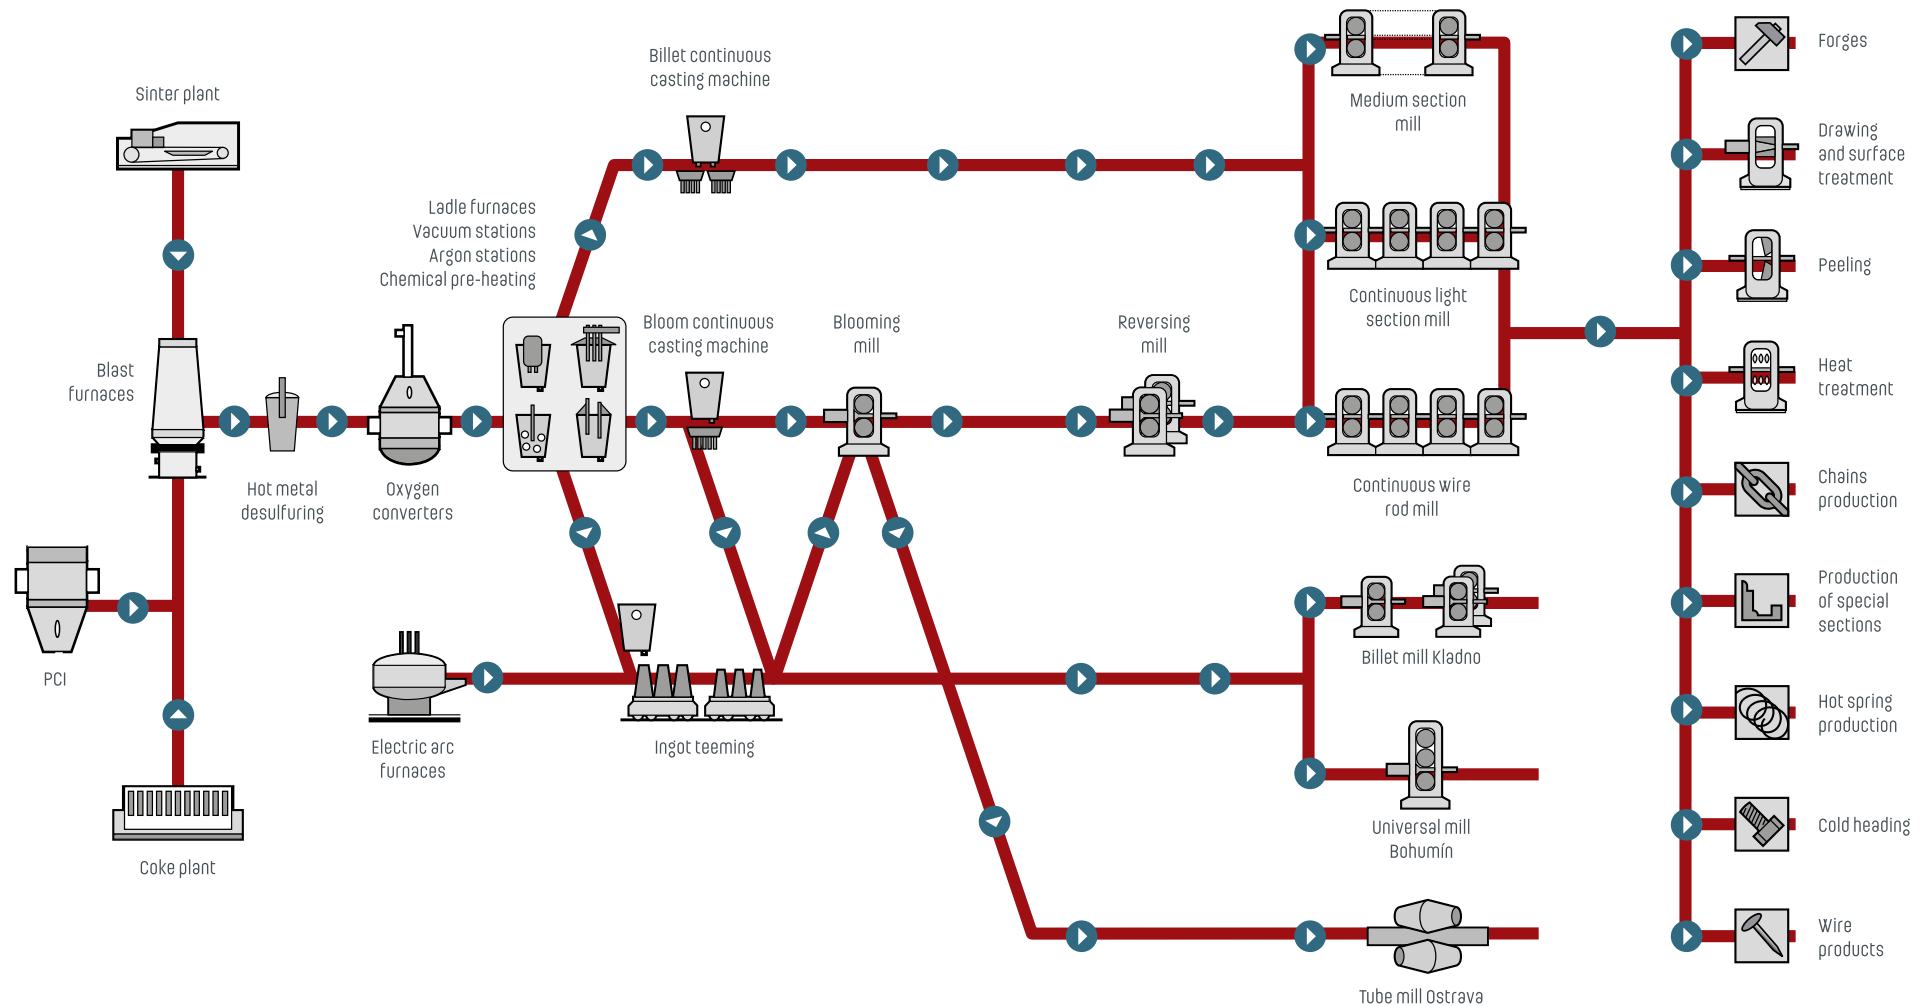 Sinter plant
Blast
furnaces
PCI
Coke plant
Hot metal
desulfuring
Oxygen
converters
Ladle furnaces
Vacuum stations
Argon stations
Chemical pre-heating
Electric arc
furnaces
Billet continuous
casting machine
Bloom continuous
casting machine
Ingot teeming
Blooming
mill
Reversing
mill
Medium section
mill
Continuous light
section mill
Continuous wire
rod mill
Billet mill Kladno
Universal mill
Bohumín
Tube mill Ostrava
Forges
Drawing
and surface
treatment
Peeling
Heat
treatment
Chains
production
Production
of special
sections
Hot spring
production
Cold heading
Wire
products